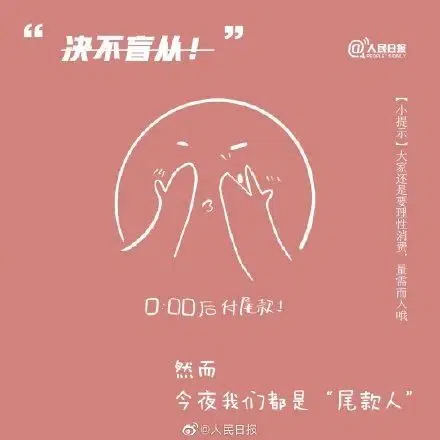 “决不盲从！”
@人民日报
PEOPLE'S DAILY
【小提示】大家还是要理性消费，量需而入哦
0:00后付尾款！
然而
今夜我们都是“尾款人”
@人民日报